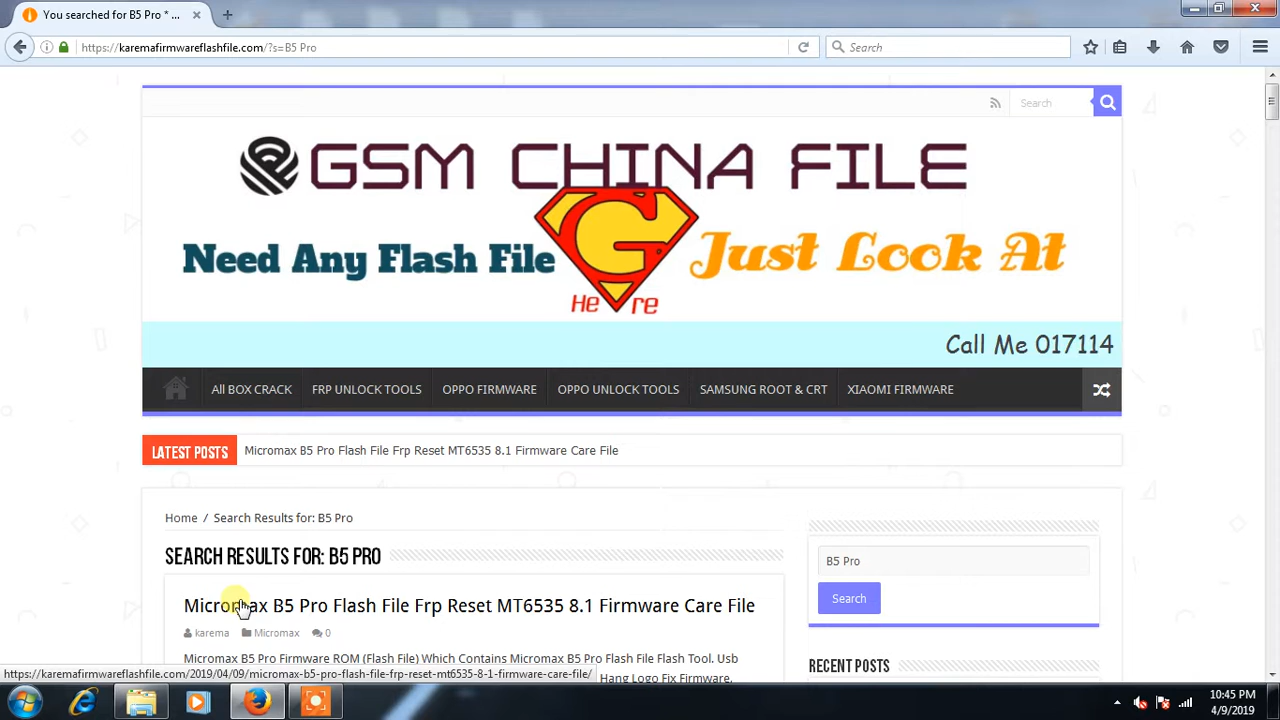 You searched for B5 Pro * ...
https://karemafirmwareflashfile.com/?s=B5 Pro
Search
Search
GSM CHINA FILE
Need Any Flash File G Just Look At
He re
Call Me 017114
All BOX CRACK
FRP UNLOCK TOOLS
OPPO FIRMWARE
OPPO UNLOCK TOOLS
SAMSUNG ROOT & CRT
XIAOMI FIRMWARE
LATEST POSTS
Micromax B5 Pro Flash File Frp Reset MT6535 8.1 Firmware Care File
Home / Search Results for: B5 Pro
SEARCH RESULTS FOR: B5 PRO
B5 Pro
Search
Micromax B5 Pro Flash File Frp Reset MT6535 8.1 Firmware Care File
karema Micromax 0
Micromax B5 Pro Firmware ROM (Flash File) Which Contains Micromax B5 Pro Flash File Flash Tool. Usb
Hang Logo Fix Firmware.
RECENT POSTS
https://karemafirmwareflashfile.com/2019/04/09/micromax-b5-pro-flash-file-frp-reset-mt6535-8-1-firmware-care-file/
10:45 PM
4/9/2019